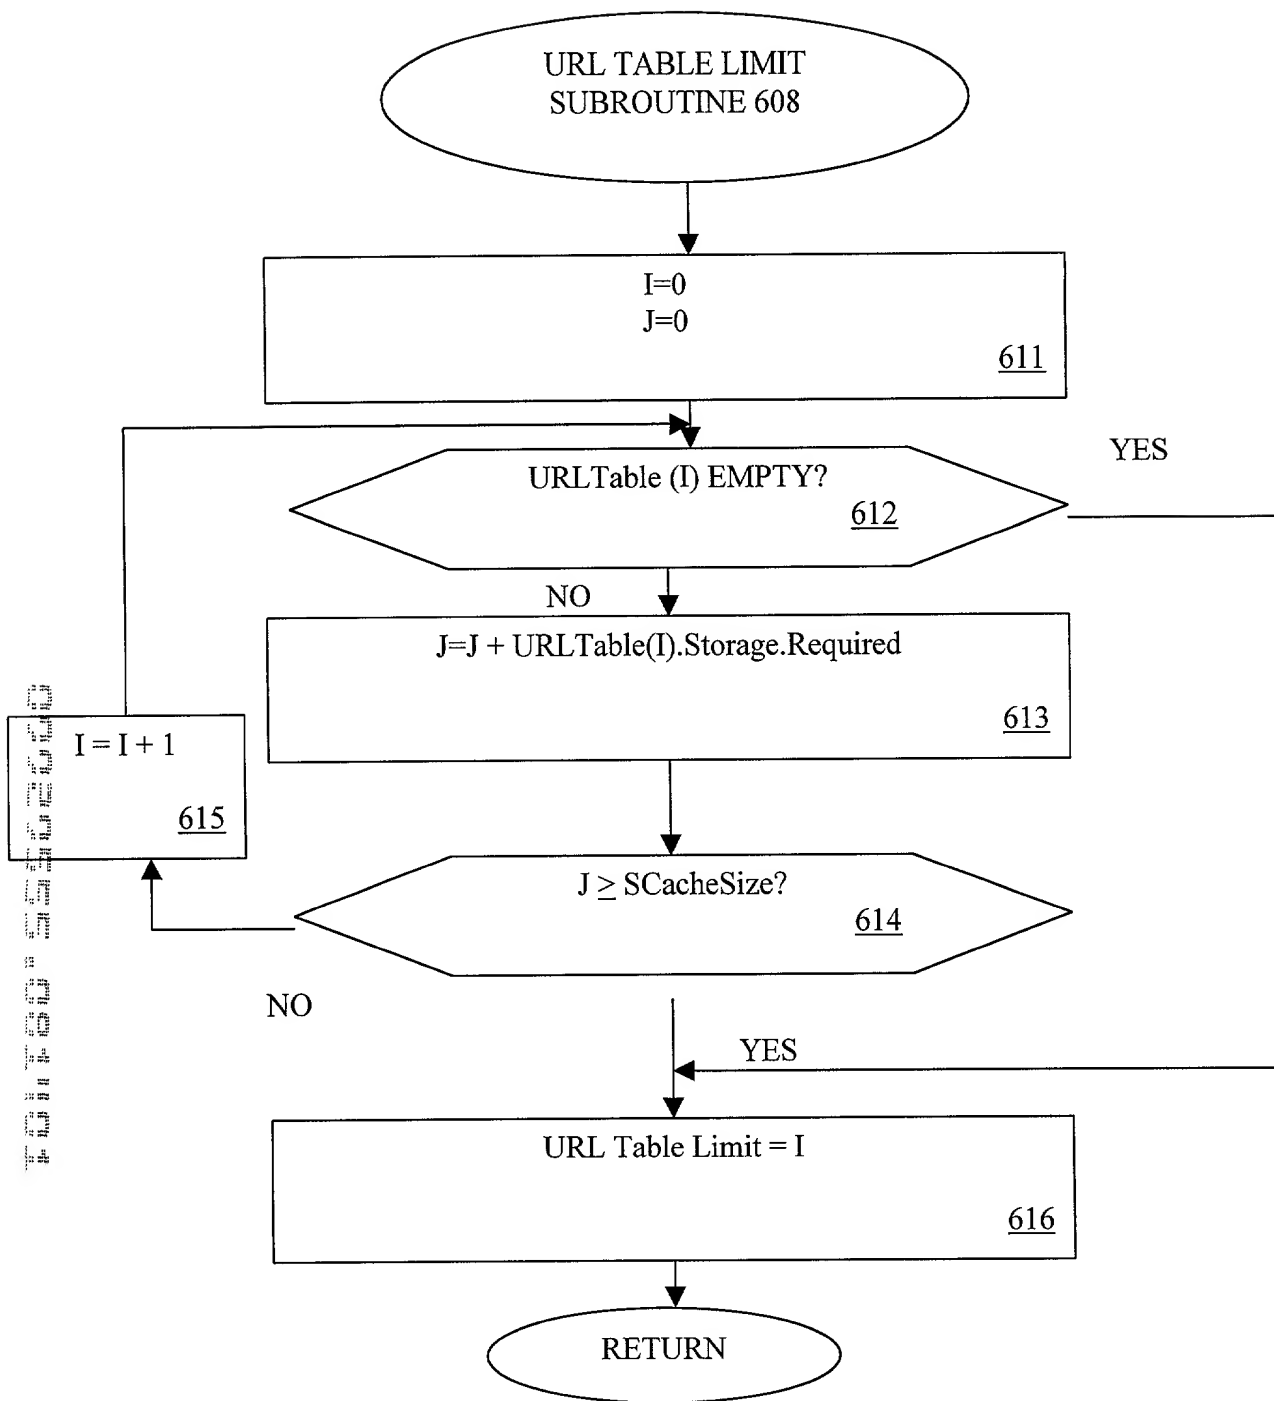 URL TABLE LIMIT
SUBROUTINE 608
I=0
J=0
611
YES
URLTable (I) EMPTY?
612
NO
J=J + URLTable(I).Storage.Required
613
I = I + 1
615
J ≥ SCacheSize?
614
NO
YES
URL Table Limit = I
616
RETURN